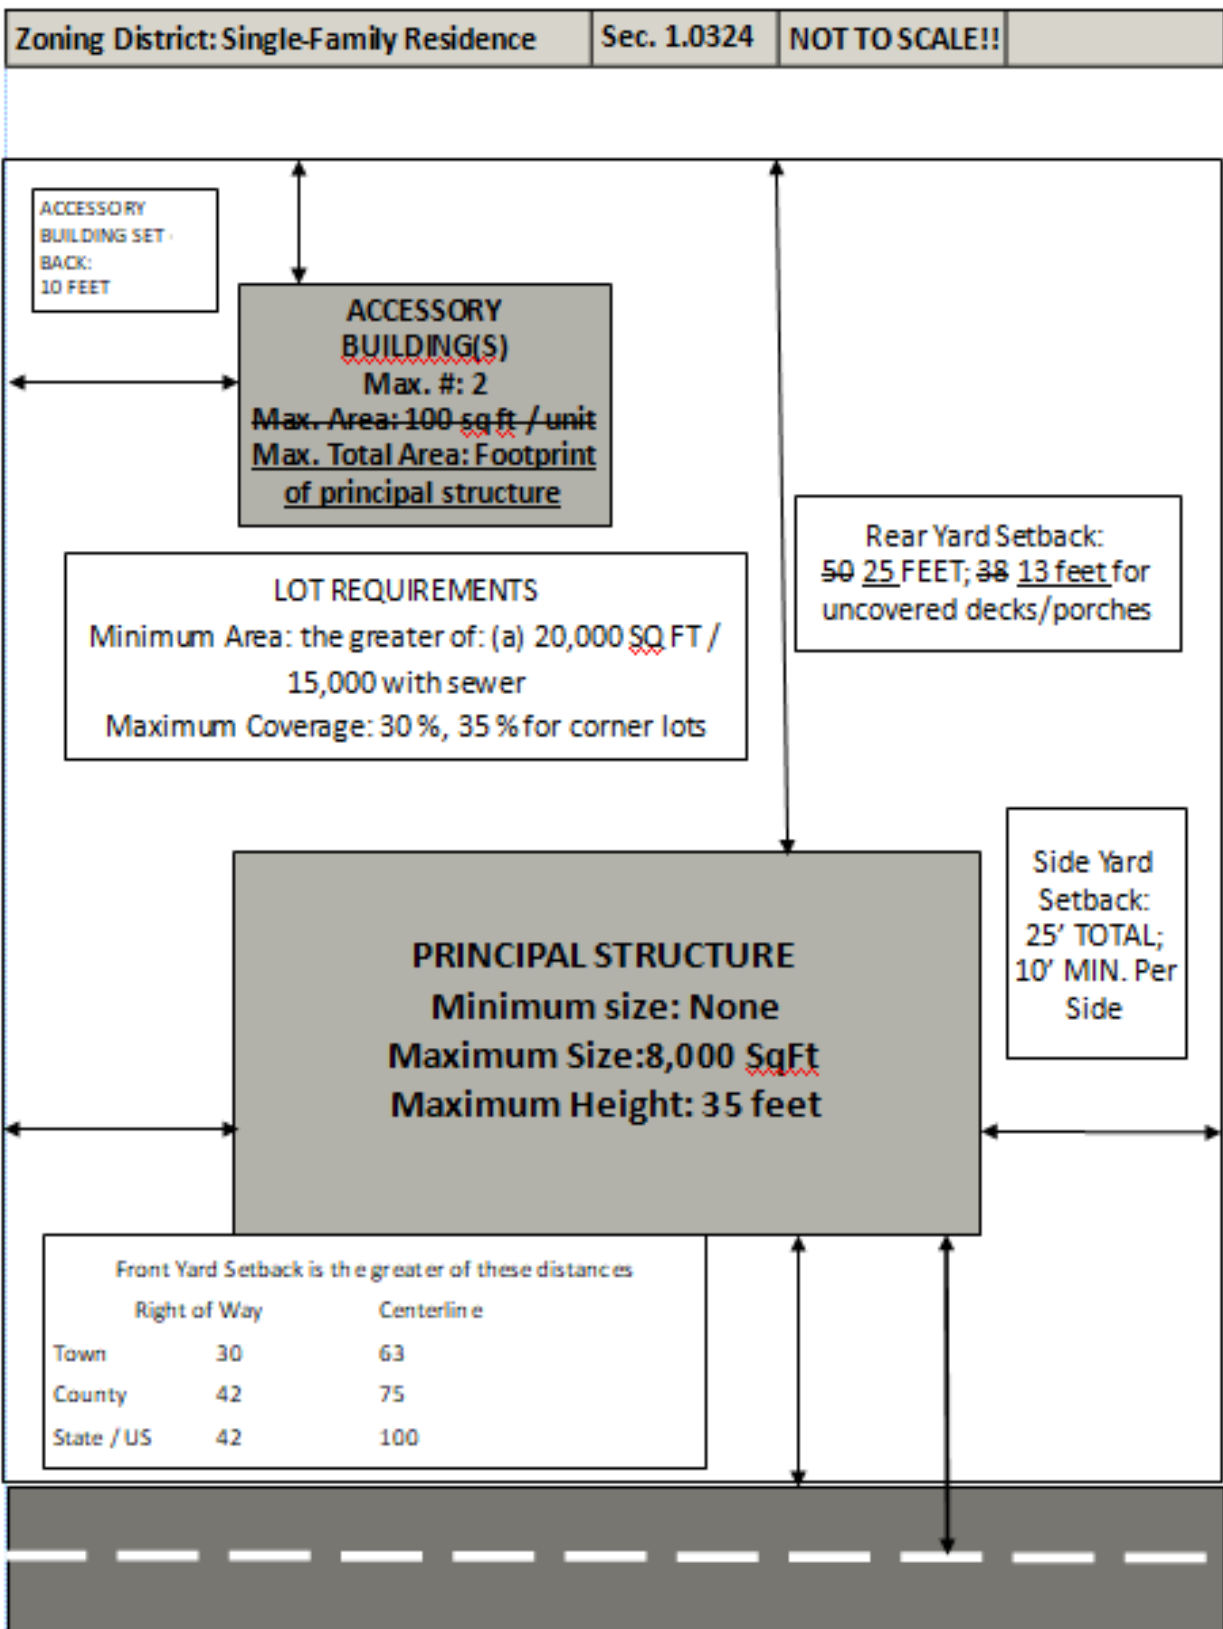 Zoning District: Single-Family Residence
Sec. 1.0324
NOT TO SCALE!!
ACCESSORY
BUILDING SET -
BACK:
10 FEET
ACCESSORY
BUILDING(S)
Max. #: 2
Max. Area: 100 sq ft / unit
Max. Total Area: Footprint
of principal structure
Rear Yard Setback:
50 25 FEET; 38 13 feet for
uncovered decks/porches
LOT REQUIREMENTS
Minimum Area: the greater of: (a) 20,000 SQ FT /
15,000 with sewer
Maximum Coverage: 30 %, 35 % for corner lots
Side Yard
Setback:
25’ TOTAL;
10’ MIN. Per
Side
PRINCIPAL STRUCTURE
Minimum size: None
Maximum Size:8,000 SqFt
Maximum Height: 35 feet
Front Yard Setback is the greater of these distances
Right of Way Centerline
Town 30 63
County 42 75
State / US 42 100